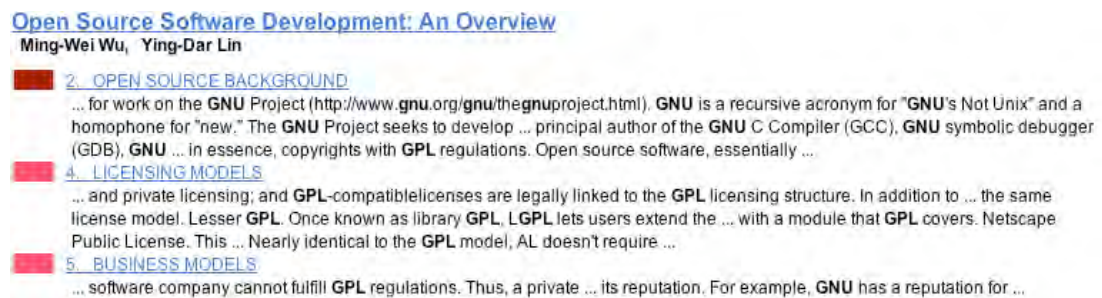 Open Source Software Development: An Overview
Ming-Wei Wu, Ying-Dar Lin
2. OPEN SOURCE BACKGROUND
... for work on the GNU Project (http://www.gnu.org/gnu/thegnuproject.html). GNU is a recursive acronym for "GNU's Not Unix" and a
homophone for "new." The GNU Project seeks to develop ... principal author of the GNU C Compiler (GCC), GNU symbolic debugger
(GDB), GNU ... in essence, copyrights with GPL regulations. Open source software, essentially ...
4. LICENSING MODELS
... and private licensing; and GPL-compatiblelicenses are legally linked to the GPL licensing structure. In addition to ... the same
license model. Lesser GPL. Once known as library GPL, LGPL lets users extend the ... with a module that GPL covers. Netscape
Public License. This ... Nearly identical to the GPL model, AL doesn't require ...
5. BUSINESS MODELS
... software company cannot fulfill GPL regulations. Thus, a private ... its reputation. For example, GNU has a reputation for ...